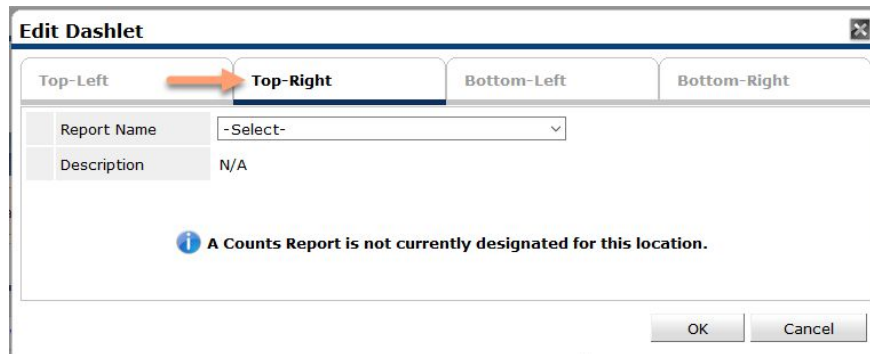 Edit Dashlet
Top-Left Top-Right Bottom-Left Bottom-Right
Report Name -Select-
Description N/A
A Counts Report is not currently designated for this location.
OK Cancel